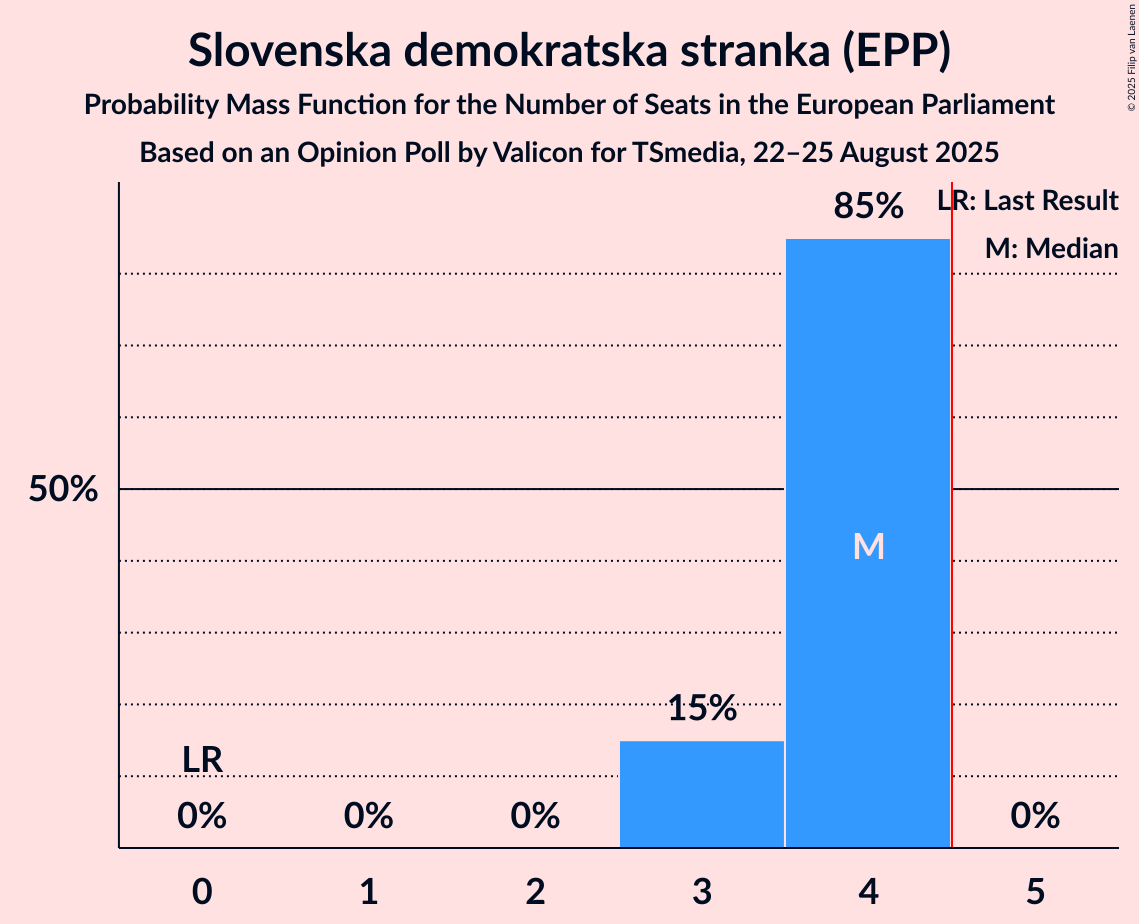 Slovenska demokratska stranka (EPP)
Probability Mass Function for the Number of Seats in the European Parliament
Based on an Opinion Poll by Valicon for TSmedia, 22–25 August 2025
© 2025 Filip van Laenen
LR: Last Result
M: Median
85%
50%
M
15%
LR
0%
0%
0%
0%
0
1
2
3
4
5